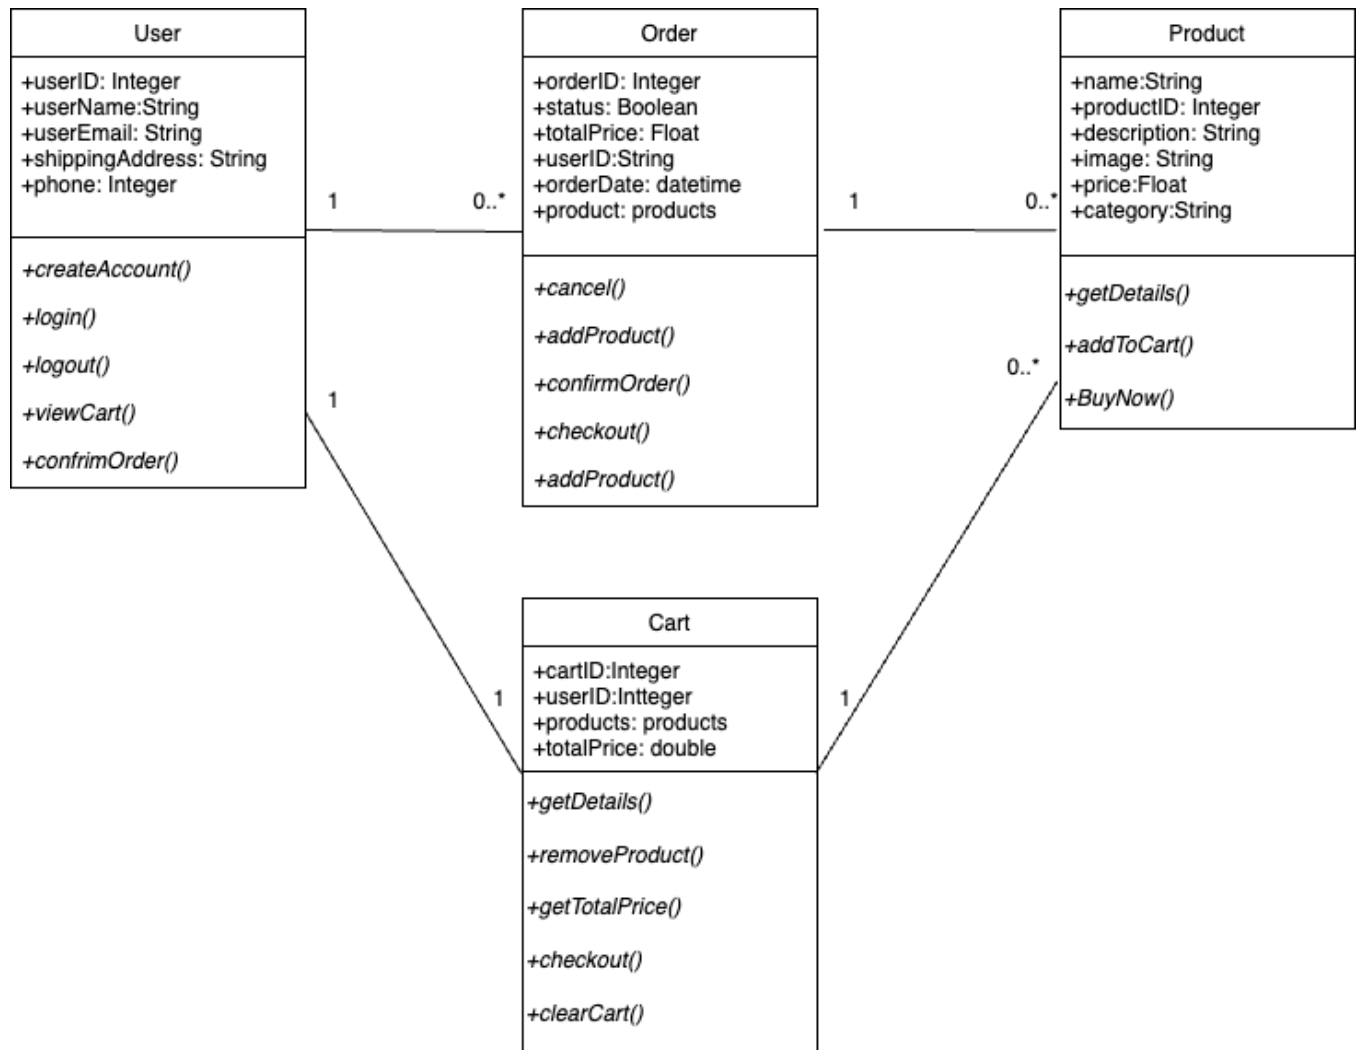 User
+userID: Integer
+userName:String
+userEmail: String
+shippingAddress: String
+phone: Integer
+createAccount()
+login()
+logout()
+viewCart()
+confrimOrder()
1
0..*
Order
+orderID: Integer
+status: Boolean
+totalPrice: Float
+userID:String
+orderDate: datetime
+product: products
+cancel()
+addProduct()
+confirmOrder()
+checkout()
+addProduct()
1
0..*
Product
+name:String
+productID: Integer
+description: String
+image: String
+price:Float
+category:String
+getDetails()
+addToCart()
+BuyNow()
1
1
0..*
1
Cart
+cartID:Integer
+userID:Intteger
+products: products
+totalPrice: double
+getDetails()
+removeProduct()
+getTotalPrice()
+checkout()
+clearCart()